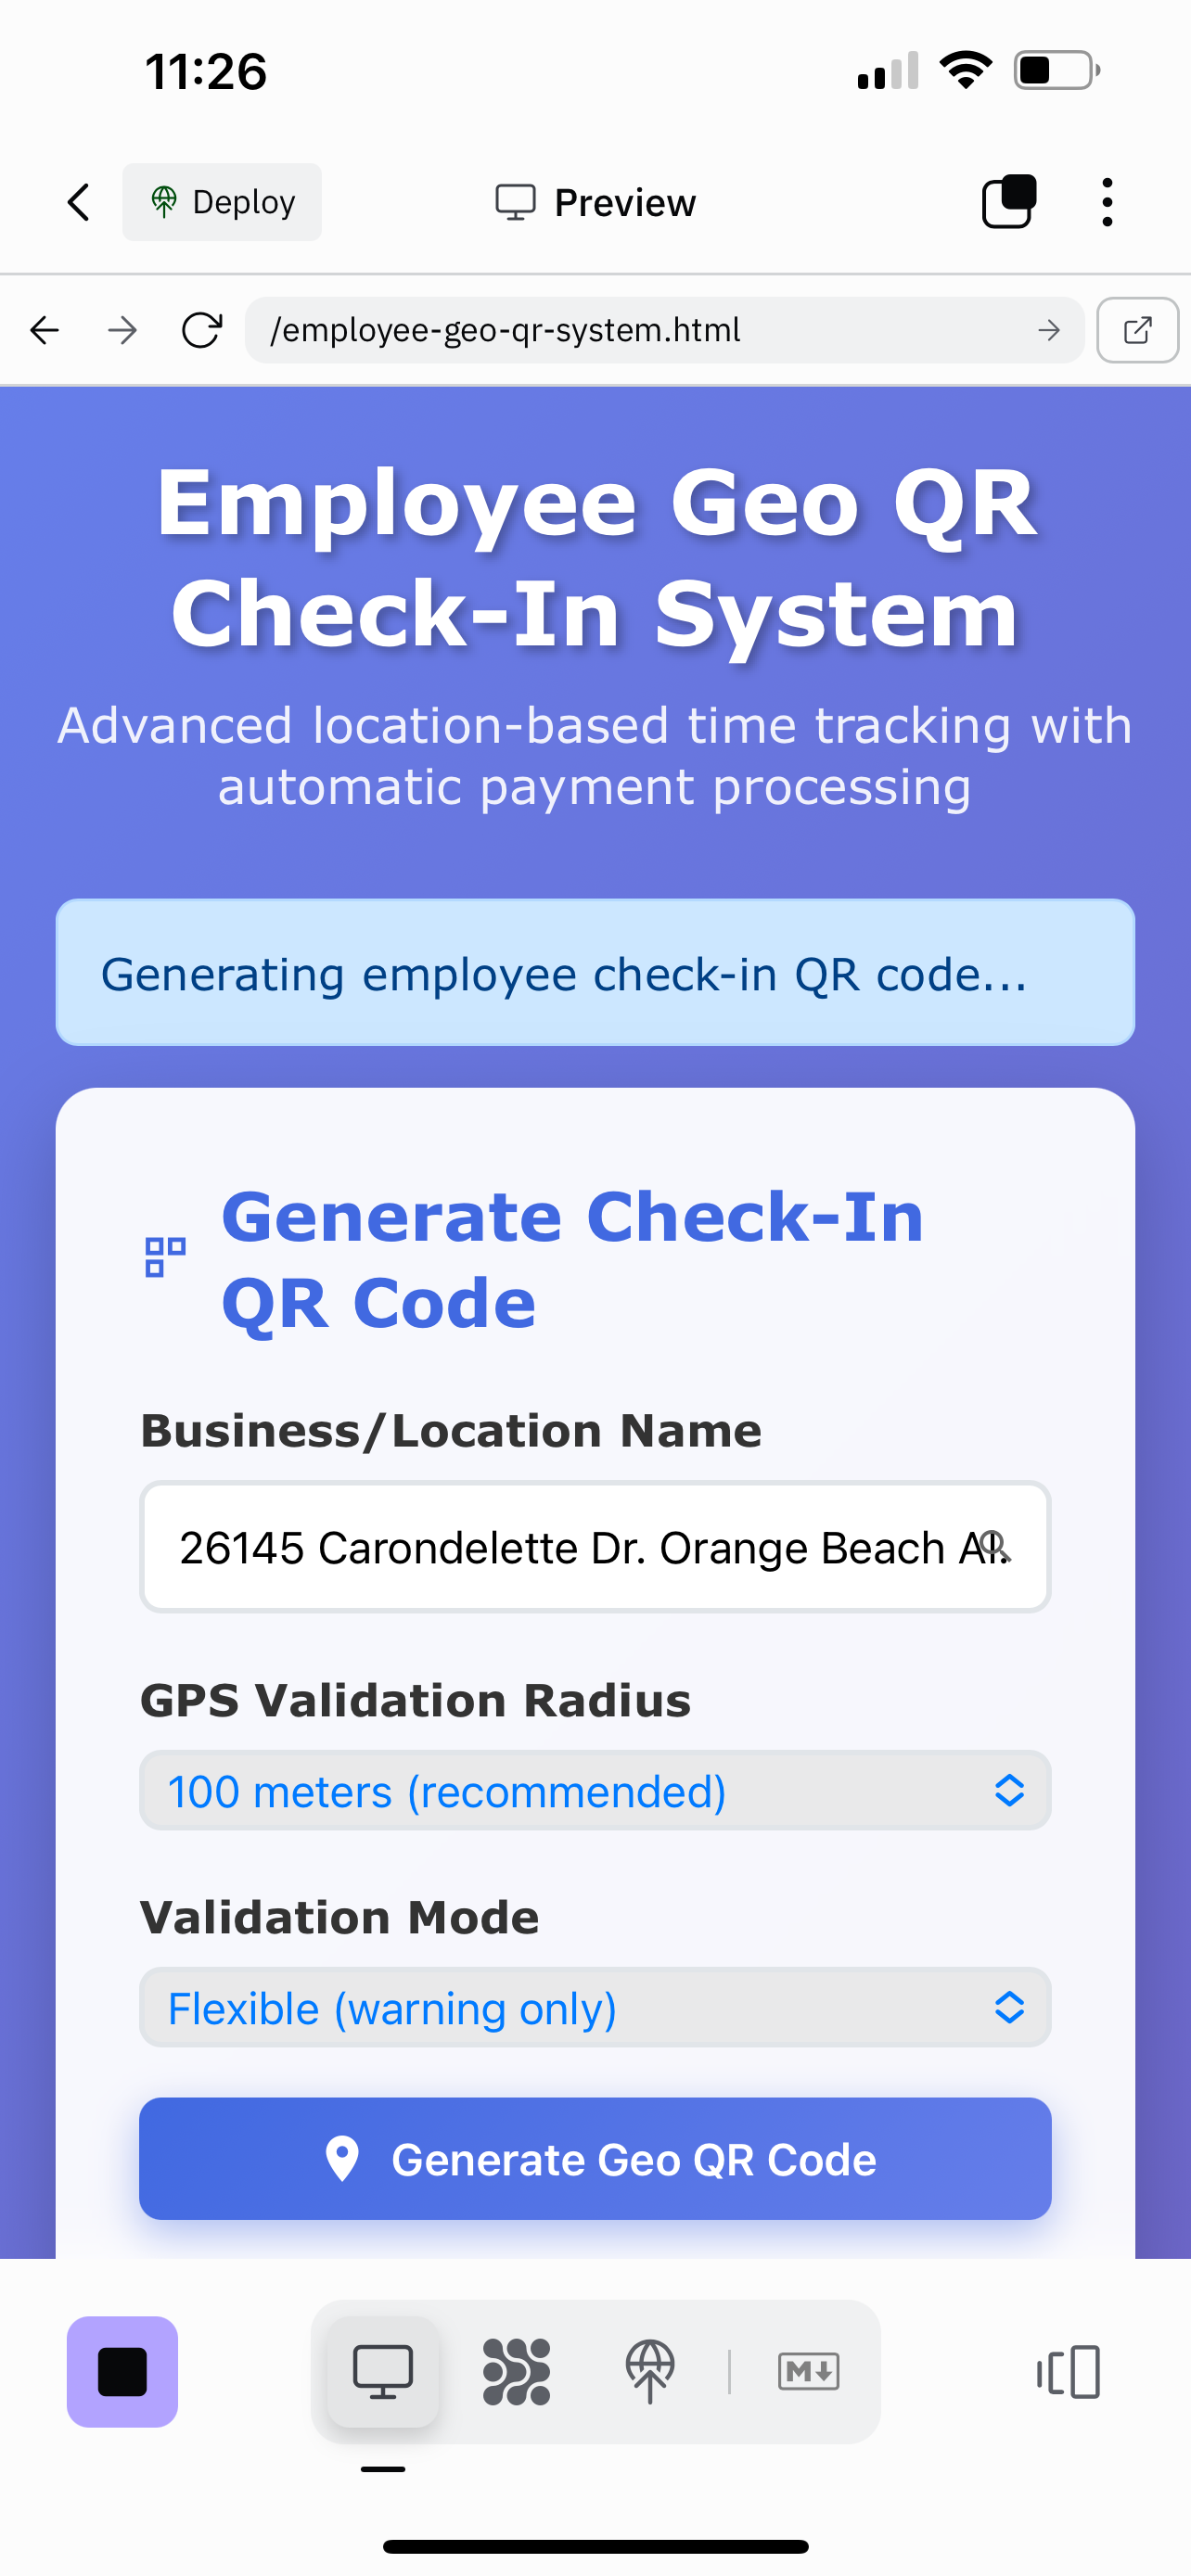 11:26
Deploy
Preview
/employee-geo-qr-system.html
Employee Geo QR
Check-In System
Advanced location-based time tracking with
automatic payment processing
Generating employee check-in QR code...
Generate Check-In
QR Code
Business/Location Name
26145 Carondelette Dr. Orange Beach Al.
GPS Validation Radius
100 meters (recommended)
Validation Mode
Flexible (warning only)
Generate Geo QR Code
M